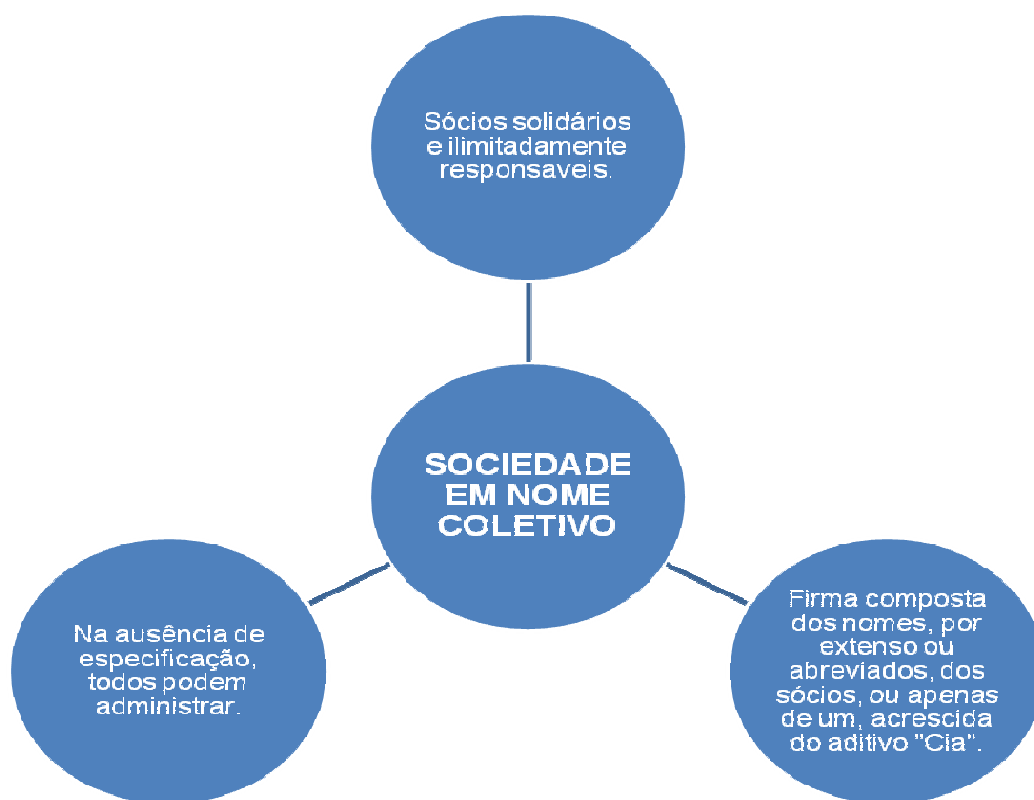 Sócios solidários
e ilimitadamente
responsaveis.
SOCIEDADE
EM NOME
COLETIVO
Na ausência de
especificação,
todos podem
administrar.
Firma composta
dos nomes, por
extenso ou
abreviados, dos
sócios, ou apenas
de um, acrescida
do aditivo "Cia".